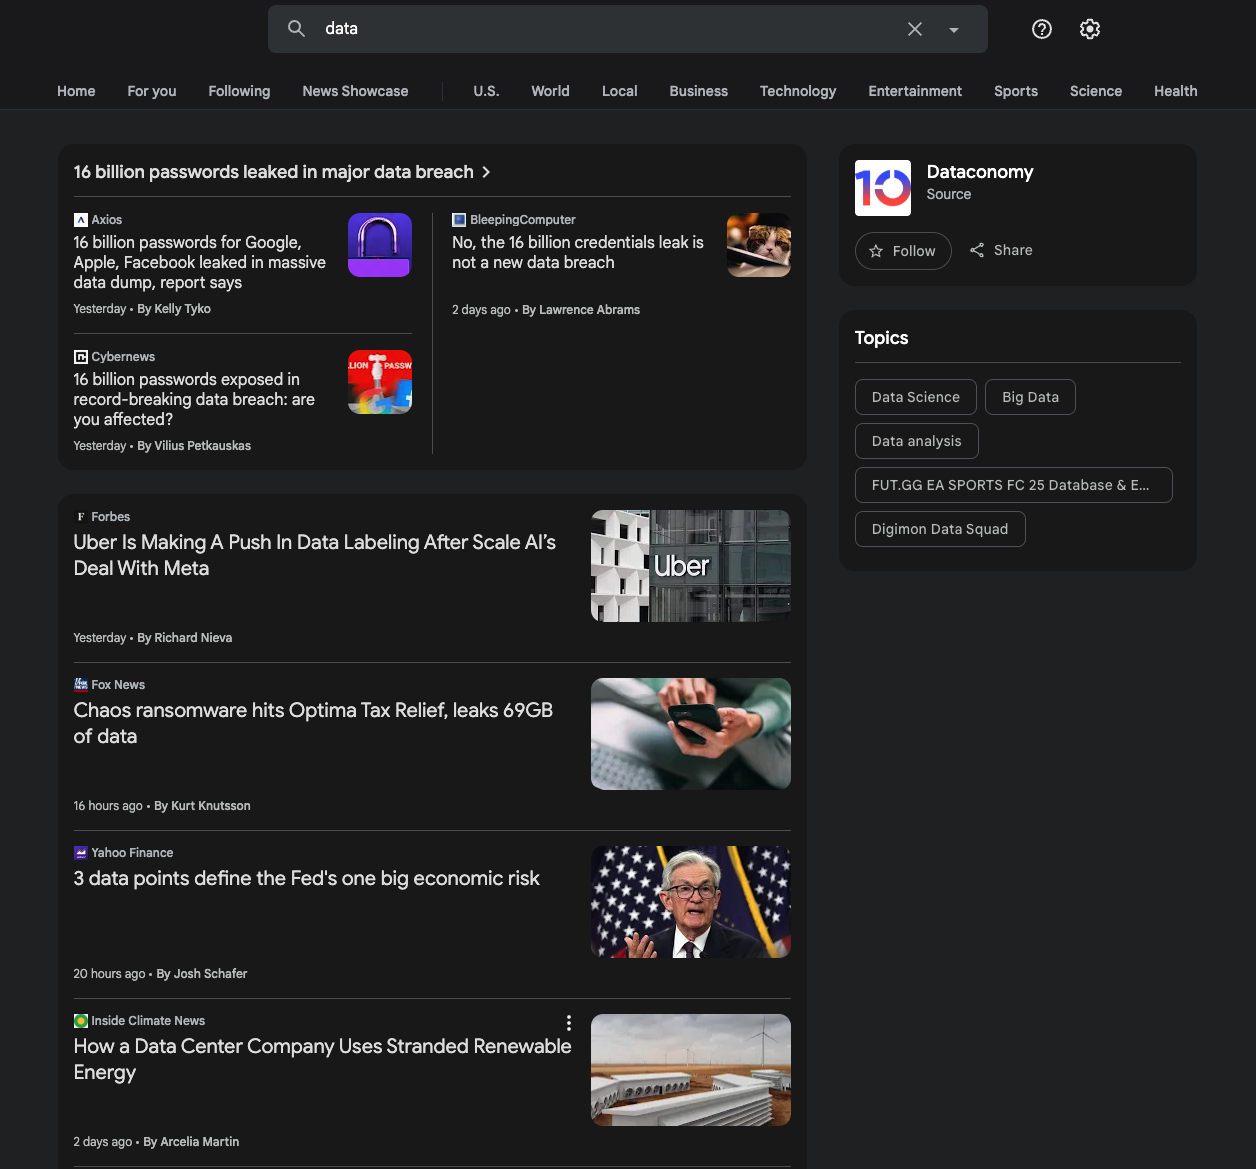 data
Home For you Following News Showcase U.S. World Local Business Technology Entertainment Sports Science Health
16 billion passwords leaked in major data breach
Axios
16 billion passwords for Google,
Apple, Facebook leaked in massive
data dump, report says
Yesterday • By Kelly Tyko
Cybernews
16 billion passwords exposed in
record-breaking data breach: are
you affected?
Yesterday • By Vilius Petkauskas
LION PASSW
BleepingComputer
No, the 16 billion credentials leak is
not a new data breach
2 days ago • By Lawrence Abrams
Forbes
Uber Is Making A Push In Data Labeling After Scale AI’s
Deal With Meta
Yesterday • By Richard Nieva
Uber
Fox News
Chaos ransomware hits Optima Tax Relief, leaks 69GB
of data
16 hours ago • By Kurt Knutsson
Yahoo Finance
3 data points define the Fed's one big economic risk
20 hours ago • By Josh Schafer
Inside Climate News
How a Data Center Company Uses Stranded Renewable
Energy
2 days ago • By Arcelia Martin
10
Dataconomy
Source
Follow Share
Topics
Data Science Big Data
Data analysis
FUT.GG EA SPORTS FC 25 Database & E...
Digimon Data Squad